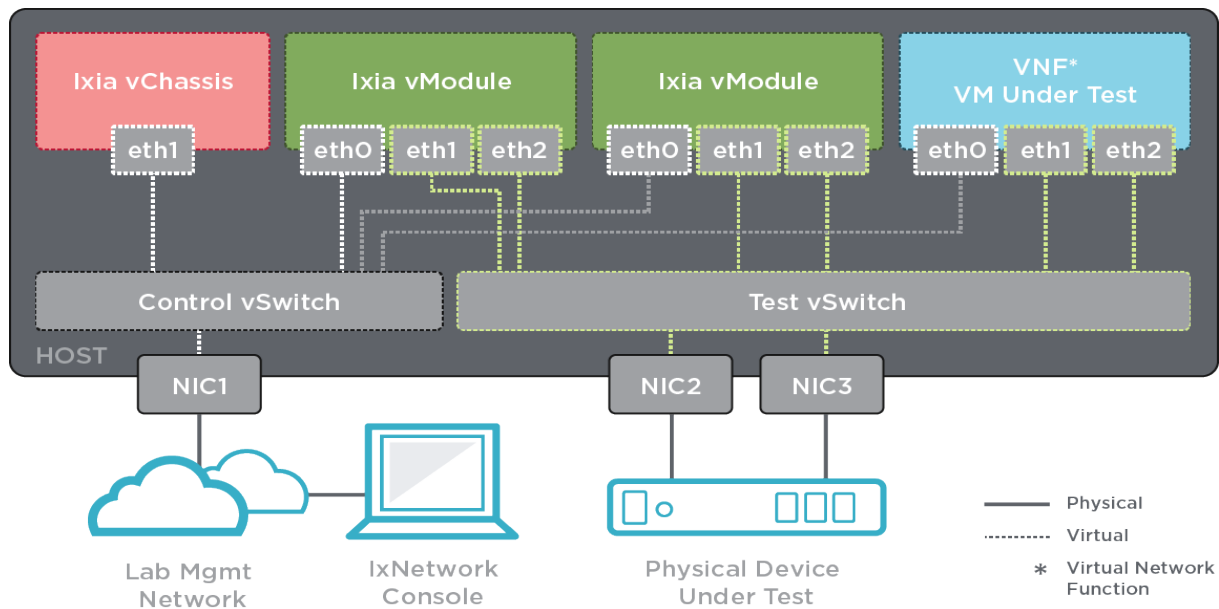 Ixia vChassis
Ixia vModule
Ixia vModule
VNF*
VM Under Test
eth1
eth0
eth1
eth2
eth0
eth1
eth2
eth0
eth1
eth2
Control vSwitch
Test vSwitch
HOST
NIC1
NIC2
NIC3
Lab Mgmt
Network
IxNetwork
Console
Physical Device
Under Test
Physical
Virtual
* Virtual Network
Function